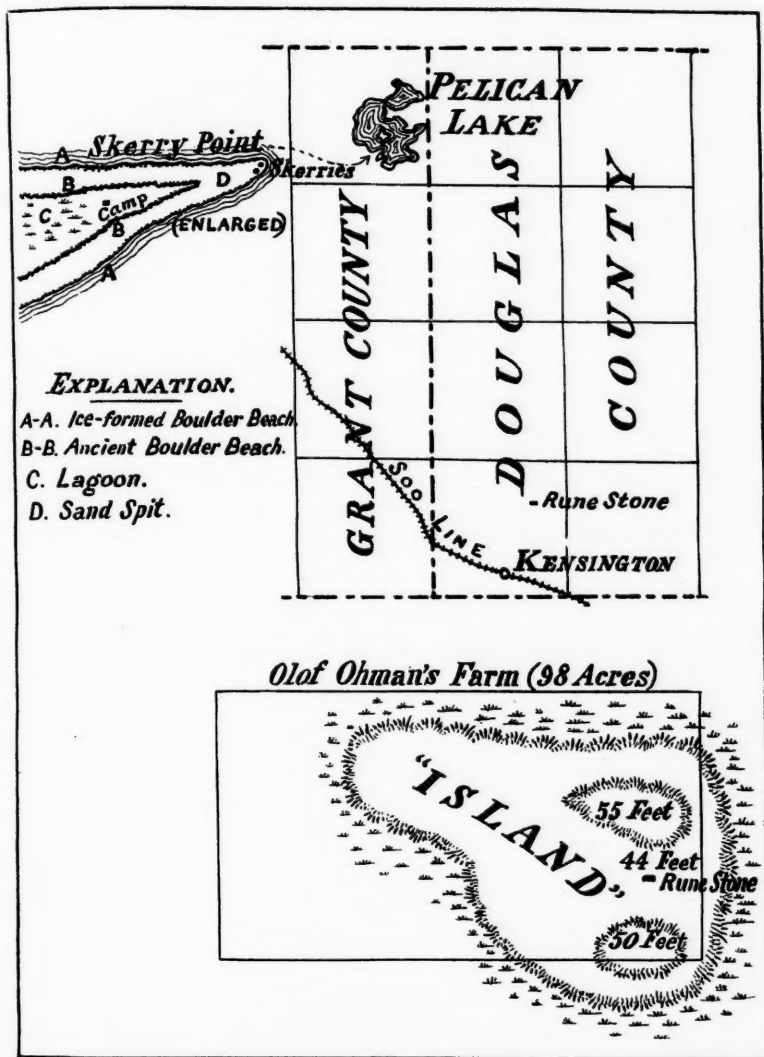 PELICAN
LAKE
Skerry Point
A
Skerries
B
D
C
Camp
B
(ENLARGED)
A
GRANT COUNTY
DOUGLAS
COUNTY
EXPLANATION.
A-A. Ice-formed Boulder Beach.
B-B. Ancient Boulder Beach.
C. Lagoon.
D. Sand Spit.
SOO LINE
Rune Stone
KENSINGTON
Olof Ohman's Farm (98 Acres)
"ISLAND"
55 Feet
44 Feet
Rune Stone
50 Feet